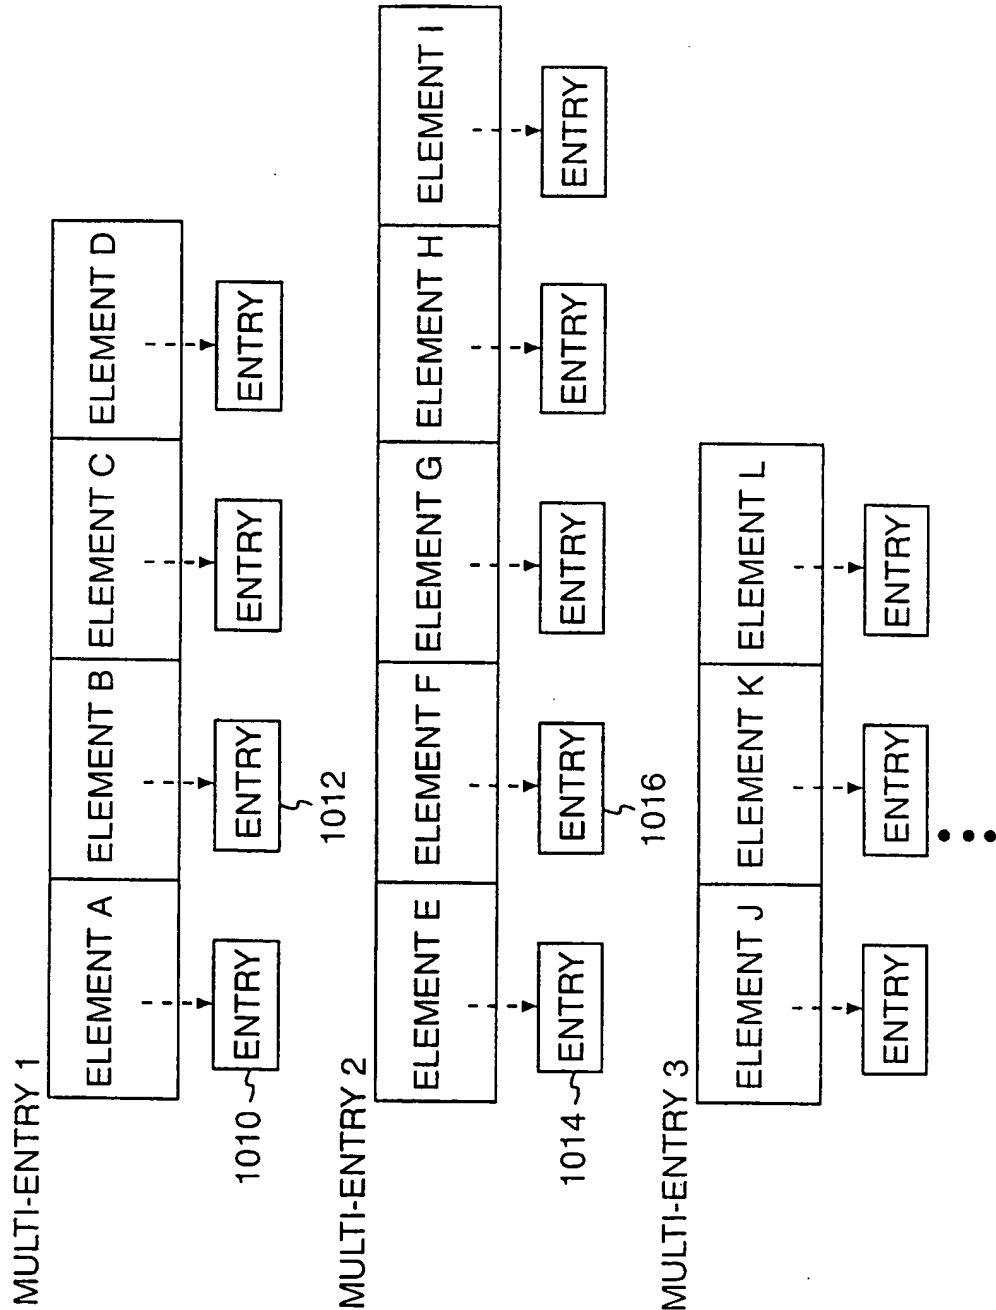 MULTI-ENTRY 1
ELEMENT A ELEMENT B ELEMENT C ELEMENT D
ENTRY ENTRY ENTRY ENTRY
1010 1012
MULTI-ENTRY 2
ELEMENT E ELEMENT F ELEMENT G ELEMENT H ELEMENT I
ENTRY ENTRY ENTRY ENTRY ENTRY
1014 1016
MULTI-ENTRY 3
ELEMENT J ELEMENT K ELEMENT L
ENTRY ENTRY ENTRY